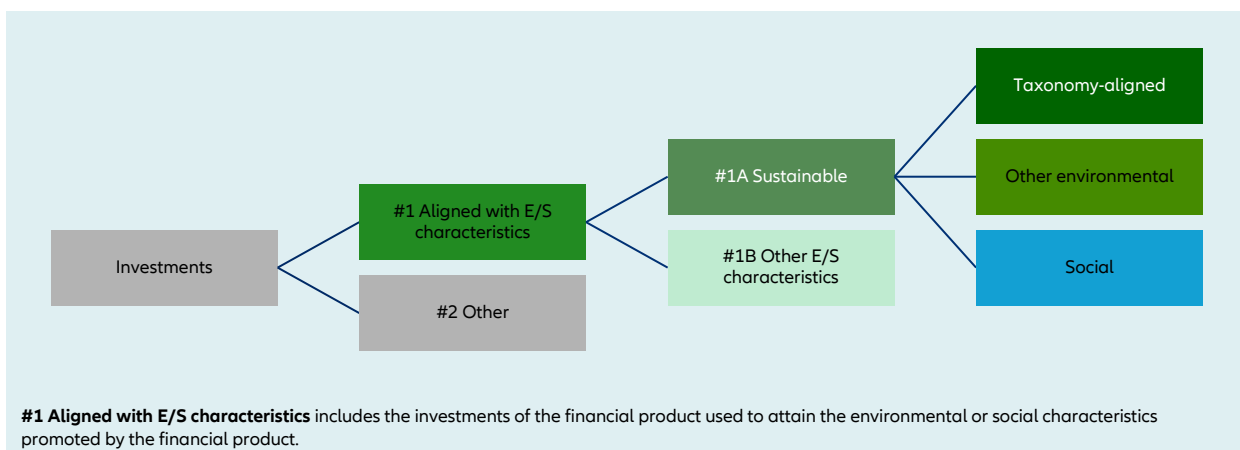 Taxonomy-aligned
#1A Sustainable
Other environmental
#1 Aligned with E/S
characteristics
Investments
#1B Other E/S
characteristics
Social
#2 Other
#1 Aligned with E/S characteristics includes the investments of the financial product used to attain the environmental or social characteristics
promoted by the financial product.